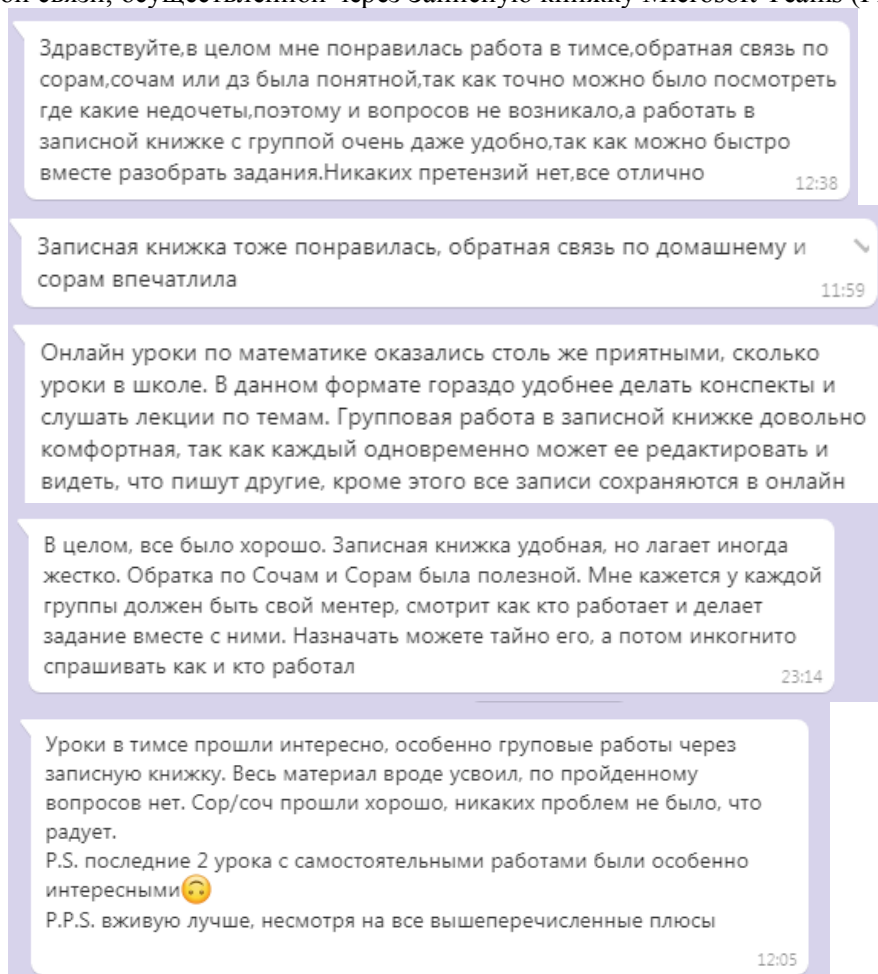 ой связи, осуществленной через Записную книжку Microsoft Teams (
Здравствуйте,в целом мне понравилась работа в тимсе,обратная связь по
сорам,сочам или дз была понятной,так как точно можно было посмотреть
где какие недочеты,поэтому и вопросов не возникало,а работать в
записной книжке с группой очень даже удобно,так как можно быстро
вместе разобрать задания.Никаких претензий нет,все отлично
12:38
Записная книжка тоже понравилась, обратная связь по домашнему и
сорам впечатлила
11:59
Онлайн уроки по математике оказались столь же приятными, сколько
уроки в школе. В данном формате гораздо удобнее делать конспекты и
слушать лекции по темам. Групповая работа в записной книжке довольно
комфортная, так как каждый одновременно может ее редактировать и
видеть, что пишут другие, кроме этого все записи сохраняются в онлайн
В целом, все было хорошо. Записная книжка удобная, но лагает иногда
жестко. Обратка по Сочам и Сорам была полезной. Мне кажется у каждой
группы должен быть свой ментер, смотрит как кто работает и делает
задание вместе с ними. Назначать можете тайно его, а потом инкогнито
спрашивать как и кто работал
23:14
Уроки в тимсе прошли интересно, особенно груповые работы через
записную книжку. Весь материал вроде усвоил, по пройденному
вопросов нет. Сор/соч прошли хорошо, никаких проблем не было, что
радует.
P.S. последние 2 урока с самостоятельными работами были особенно
интересными🙃
P.P.S. вживую лучше, несмотря на все вышеперечисленные плюсы
12:05